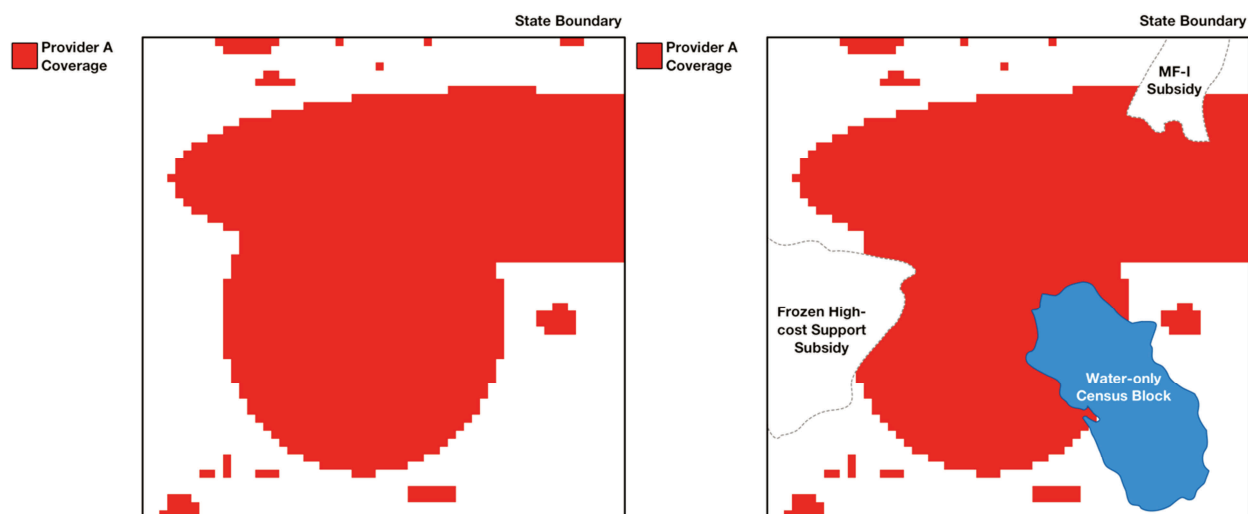 State Boundary
Provider A
Coverage
State Boundary
Provider A
Coverage
MF-I
Subsidy
Frozen High-
cost Support
Subsidy
Water-only
Census Block